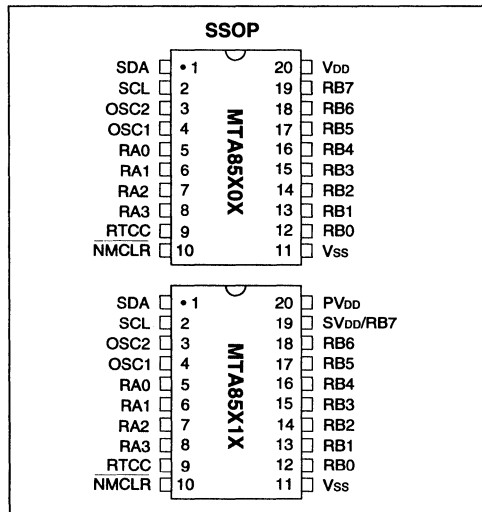 SSOP
SDA • 1 20 VDD
SCL 2 19 RB7
OSC2 3 18 RB6
OSC1 4 17 RB5
RA0 5 16 RB4
RA1 6 15 RB3
RA2 7 14 RB2
RA3 8 13 RB1
RTCC 9 12 RB0
NMCLR 10 11 VSS
MTA85X0X
SDA • 1 20 PVDD
SCL 2 19 SVDD/RB7
OSC2 3 18 RB6
OSC1 4 17 RB5
RA0 5 16 RB4
RA1 6 15 RB3
RA2 7 14 RB2
RA3 8 13 RB1
RTCC 9 12 RB0
NMCLR 10 11 VSS
MTA85X1X